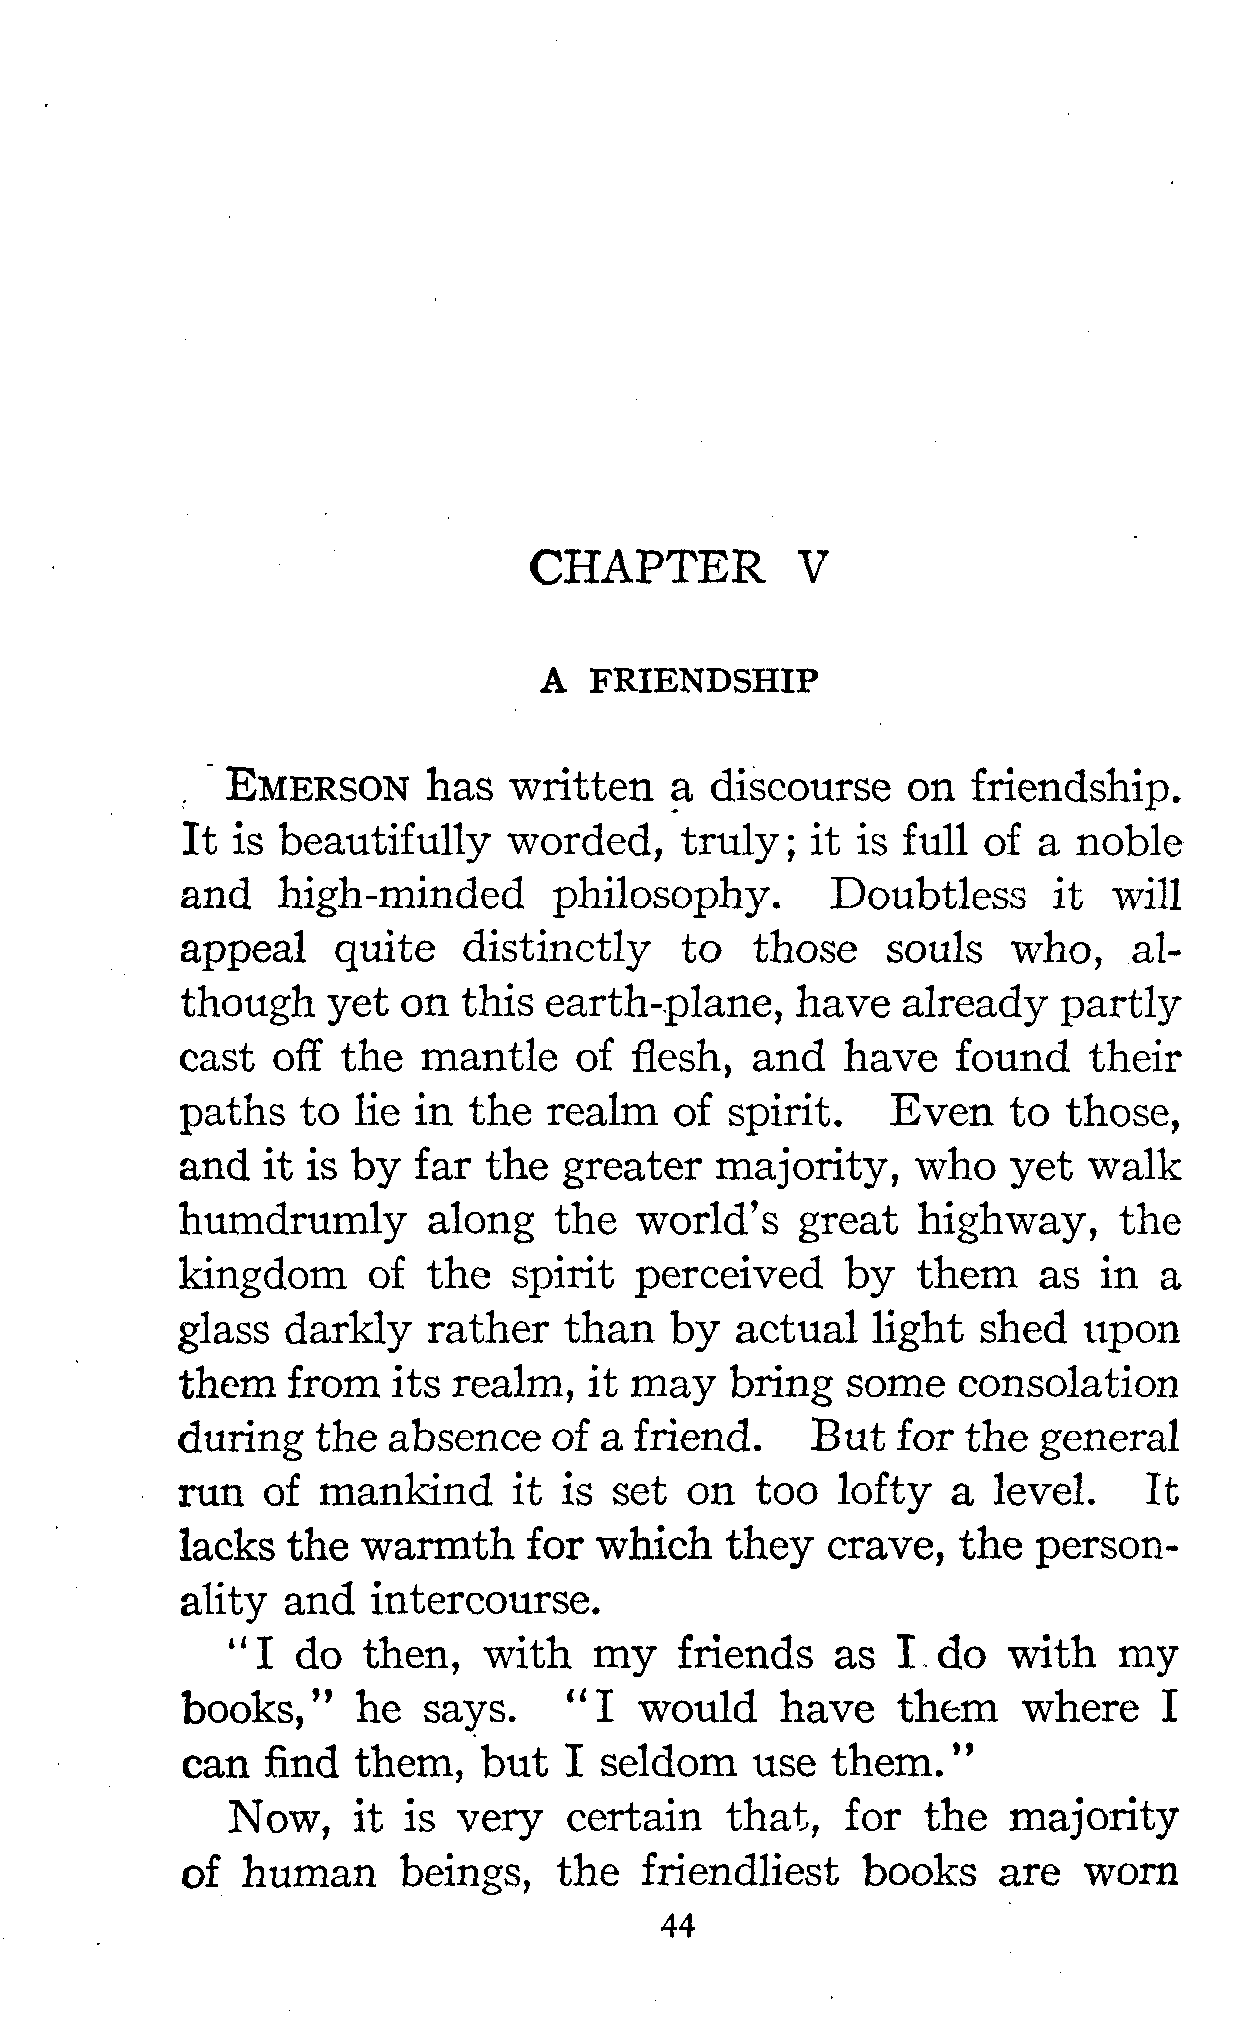 CHAPTER V
A FRIENDSHIP
EMERSON has written a discourse on friendship.
It is beautifully worded, truly; it is full of a noble
and high-minded philosophy. Doubtless it will
appeal quite distinctly to those souls who, al-
though yet on this earth-plane, have already partly
cast off the mantle of flesh, and have found their
paths to lie in the realm of spirit. Even to those,
and it is by far the greater majority, who yet walk
humdrumly along the world's great highway, the
kingdom of the spirit perceived by them as in a
glass darkly rather than by actual light shed upon
them from its realm, it may bring some consolation
during the absence of a friend. But for the general
run of mankind it is set on too lofty a level. It
lacks the warmth for which they crave, the person-
ality and intercourse.
"I do then, with my friends as I do with my
books," he says. "I would have them where I
can find them, but I seldom use them."
Now, it is very certain that, for the majority
of human beings, the friendliest books are worn
44